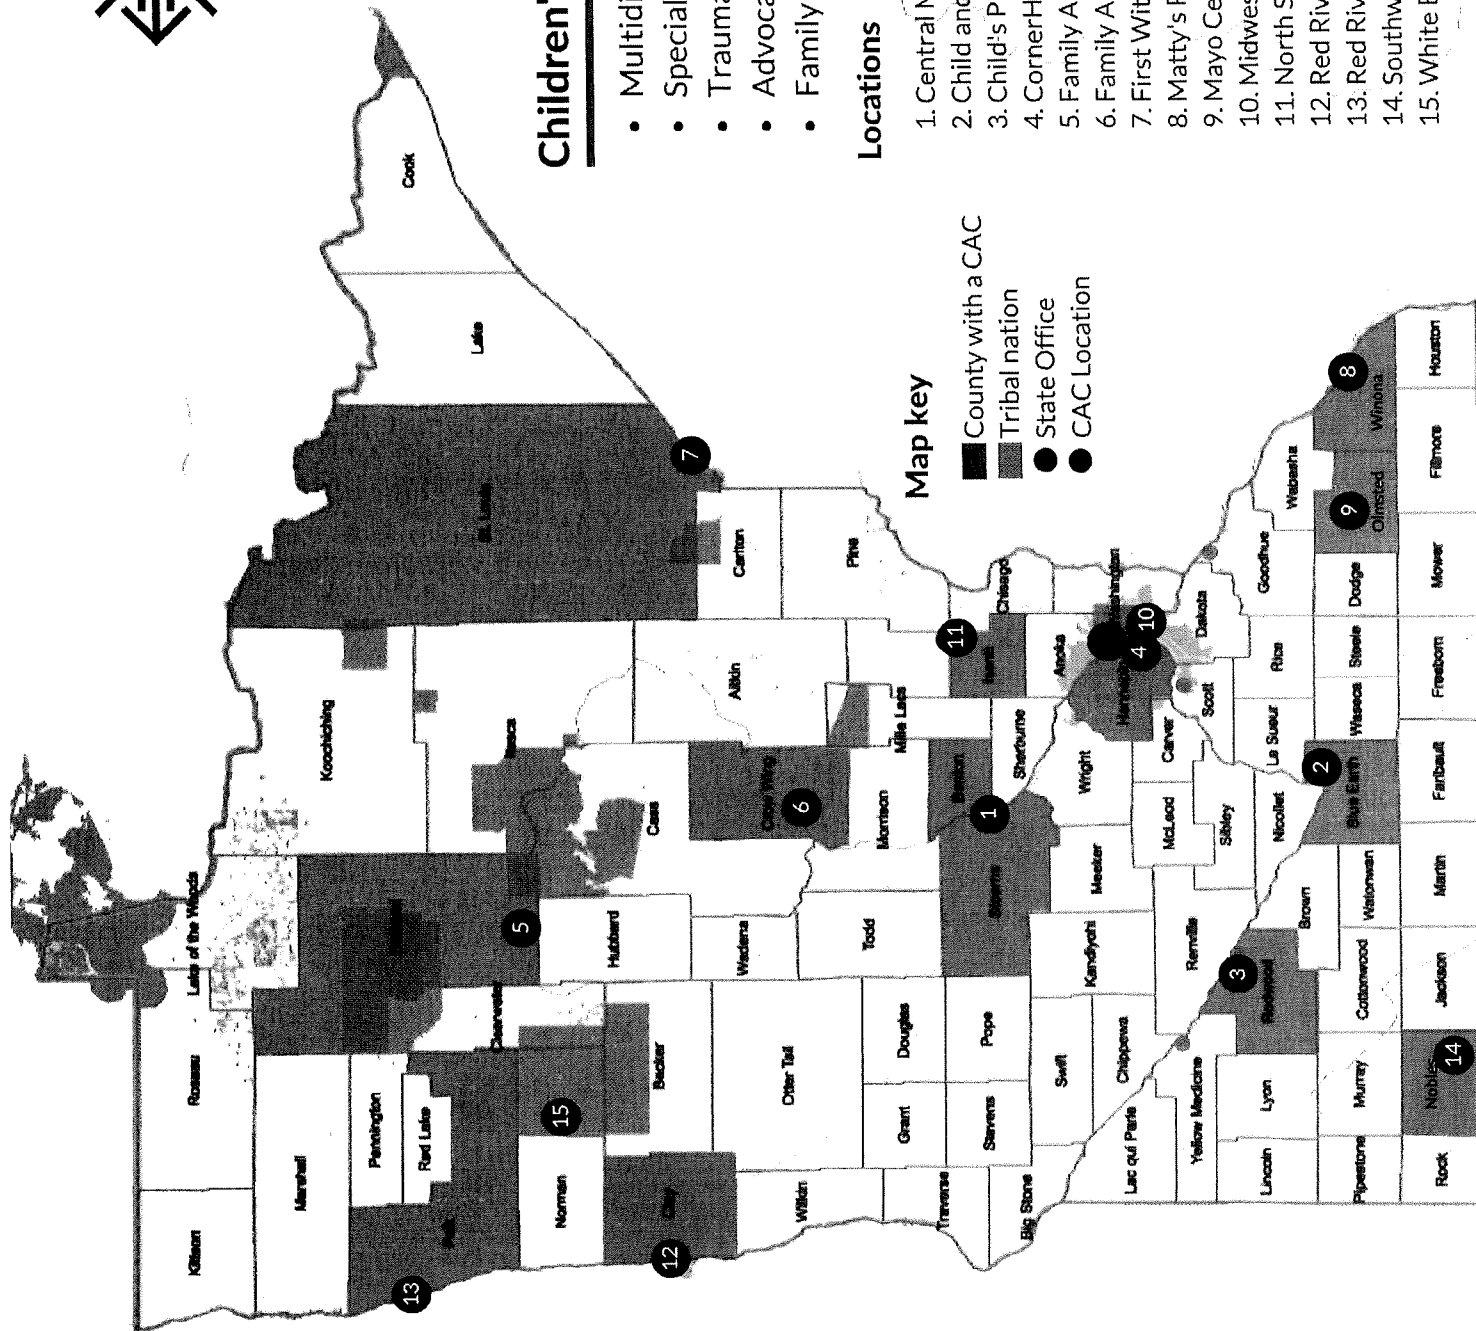 Children'
• Multidi
• Special
• Trauma
• Advoca
• Family
Locations
1. Central M
2. Child and
3. Child's P
4. CornerH
5. Family A
6. Family A
7. First Wit
8. Matty's P
9. Mayo Ce
10. Midwes
11. North S
12. Red Riv
13. Red Riv
14. Southw
15. White E
Map key
County with a CAC
Tribal nation
State Office
CAC Location
Kittson
Roseau
Lake of the Woods
Marshall
Koochiching
Pennington
Red Lake
Polk
Clearwater
Itasca
St. Louis
Lake
Cook
Norman
Becker
Hubbard
Cass
Clay
Wadena
Crow Wing
Aitkin
Carlton
Wilkin
Otter Tail
Todd
Morrison
Mille Lacs
Pine
Grant
Douglas
Traverse
Stevens
Pope
Stearns
Benton
Sherburne
Isanti
Chisago
Big Stone
Swift
Kandiyohi
Meeker
Wright
Anoka
Hennepin
Lac qui Parle
Chippewa
Renville
McLeod
Carver
Scott
Dakota
Yellow Medicine
Sibley
Lincoln
Lyon
Redwood
Brown
Nicollet
Le Sueur
Rice
Goodhue
Wabasha
Pipestone
Murray
Cottonwood
Watonwan
Blue Earth
Waseca
Steele
Dodge
Olmsted
Winona
Rock
Nobles
Jackson
Martin
Faribault
Freeborn
Mower
Fillmore
Houston
1
2
3
4
5
6
7
8
9
10
11
12
13
14
15